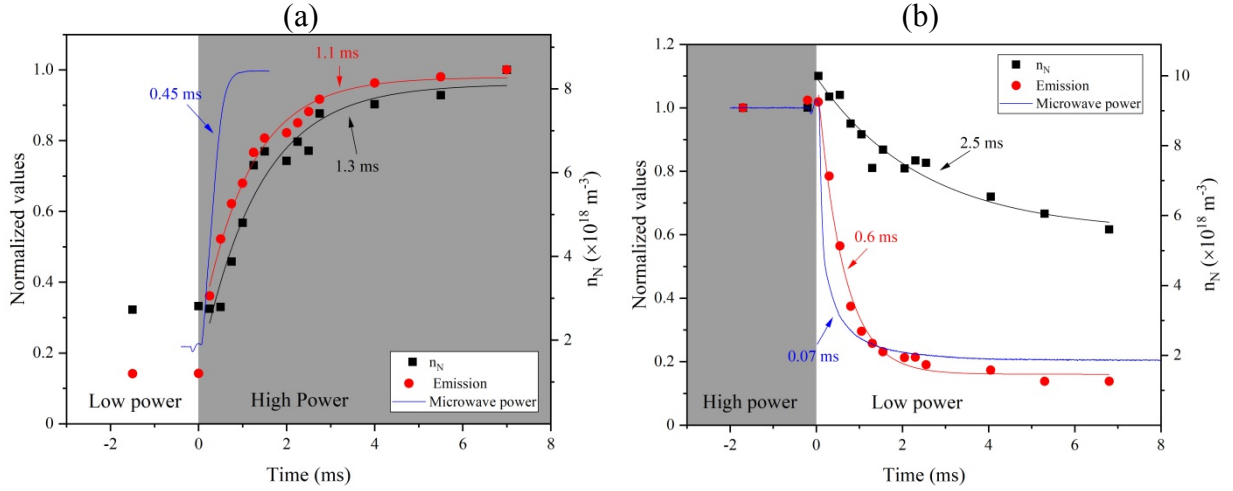 (a)
(b)
Normalized values
1.0
0.8
0.6
0.4
0.2
0.0
-2
0
2
4
6
8
Time (ms)
8
6
4
2
n_N (×10^18 m^-3)
0.45 ms
1.1 ms
1.3 ms
Low power
High Power
n_N
Emission
Microwave power
Normalized values
1.2
1.0
0.8
0.6
0.4
0.2
0.0
-2
0
2
4
6
8
Time (ms)
10
8
6
4
2
0
n_N (×10^18 m^-3)
n_N
Emission
Microwave power
2.5 ms
0.6 ms
0.07 ms
High power
Low power